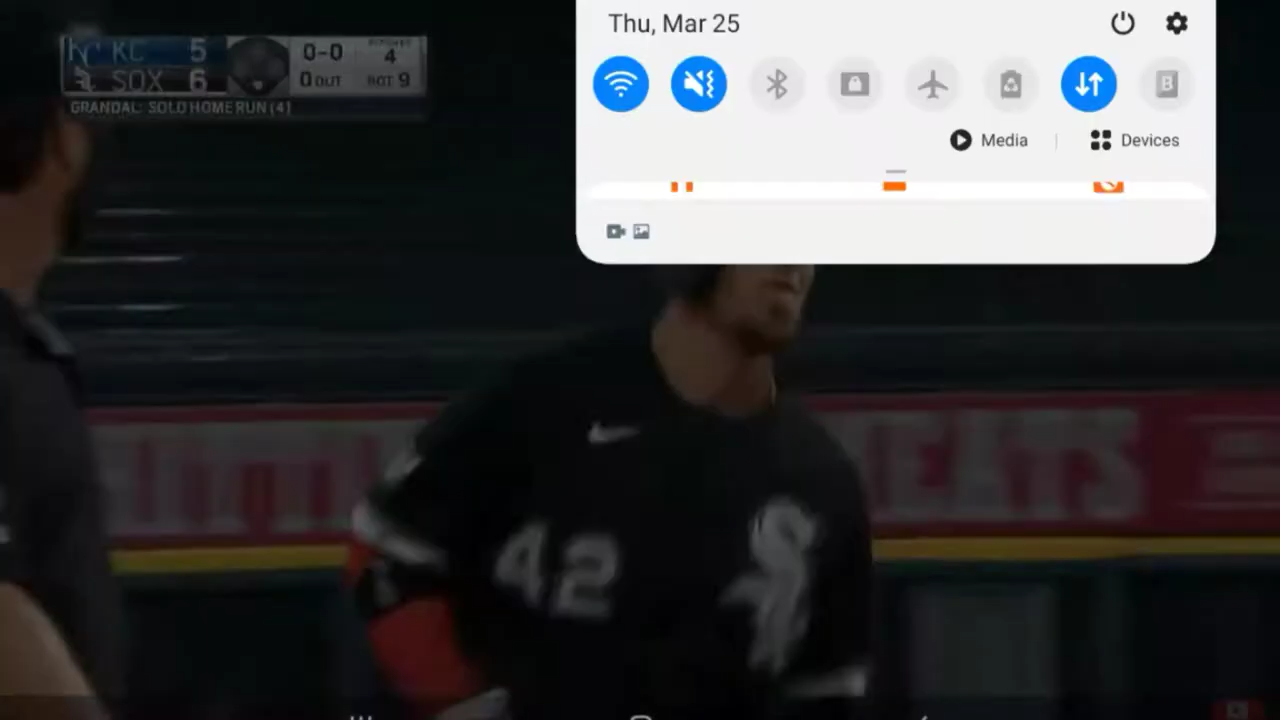 Thu, Mar 25
KC 5 0-0 4
SOX 6 0 OUT BOT 9
GRANDAL: SOLO HOME RUN (4)
B
Media | Devices
EATS
42